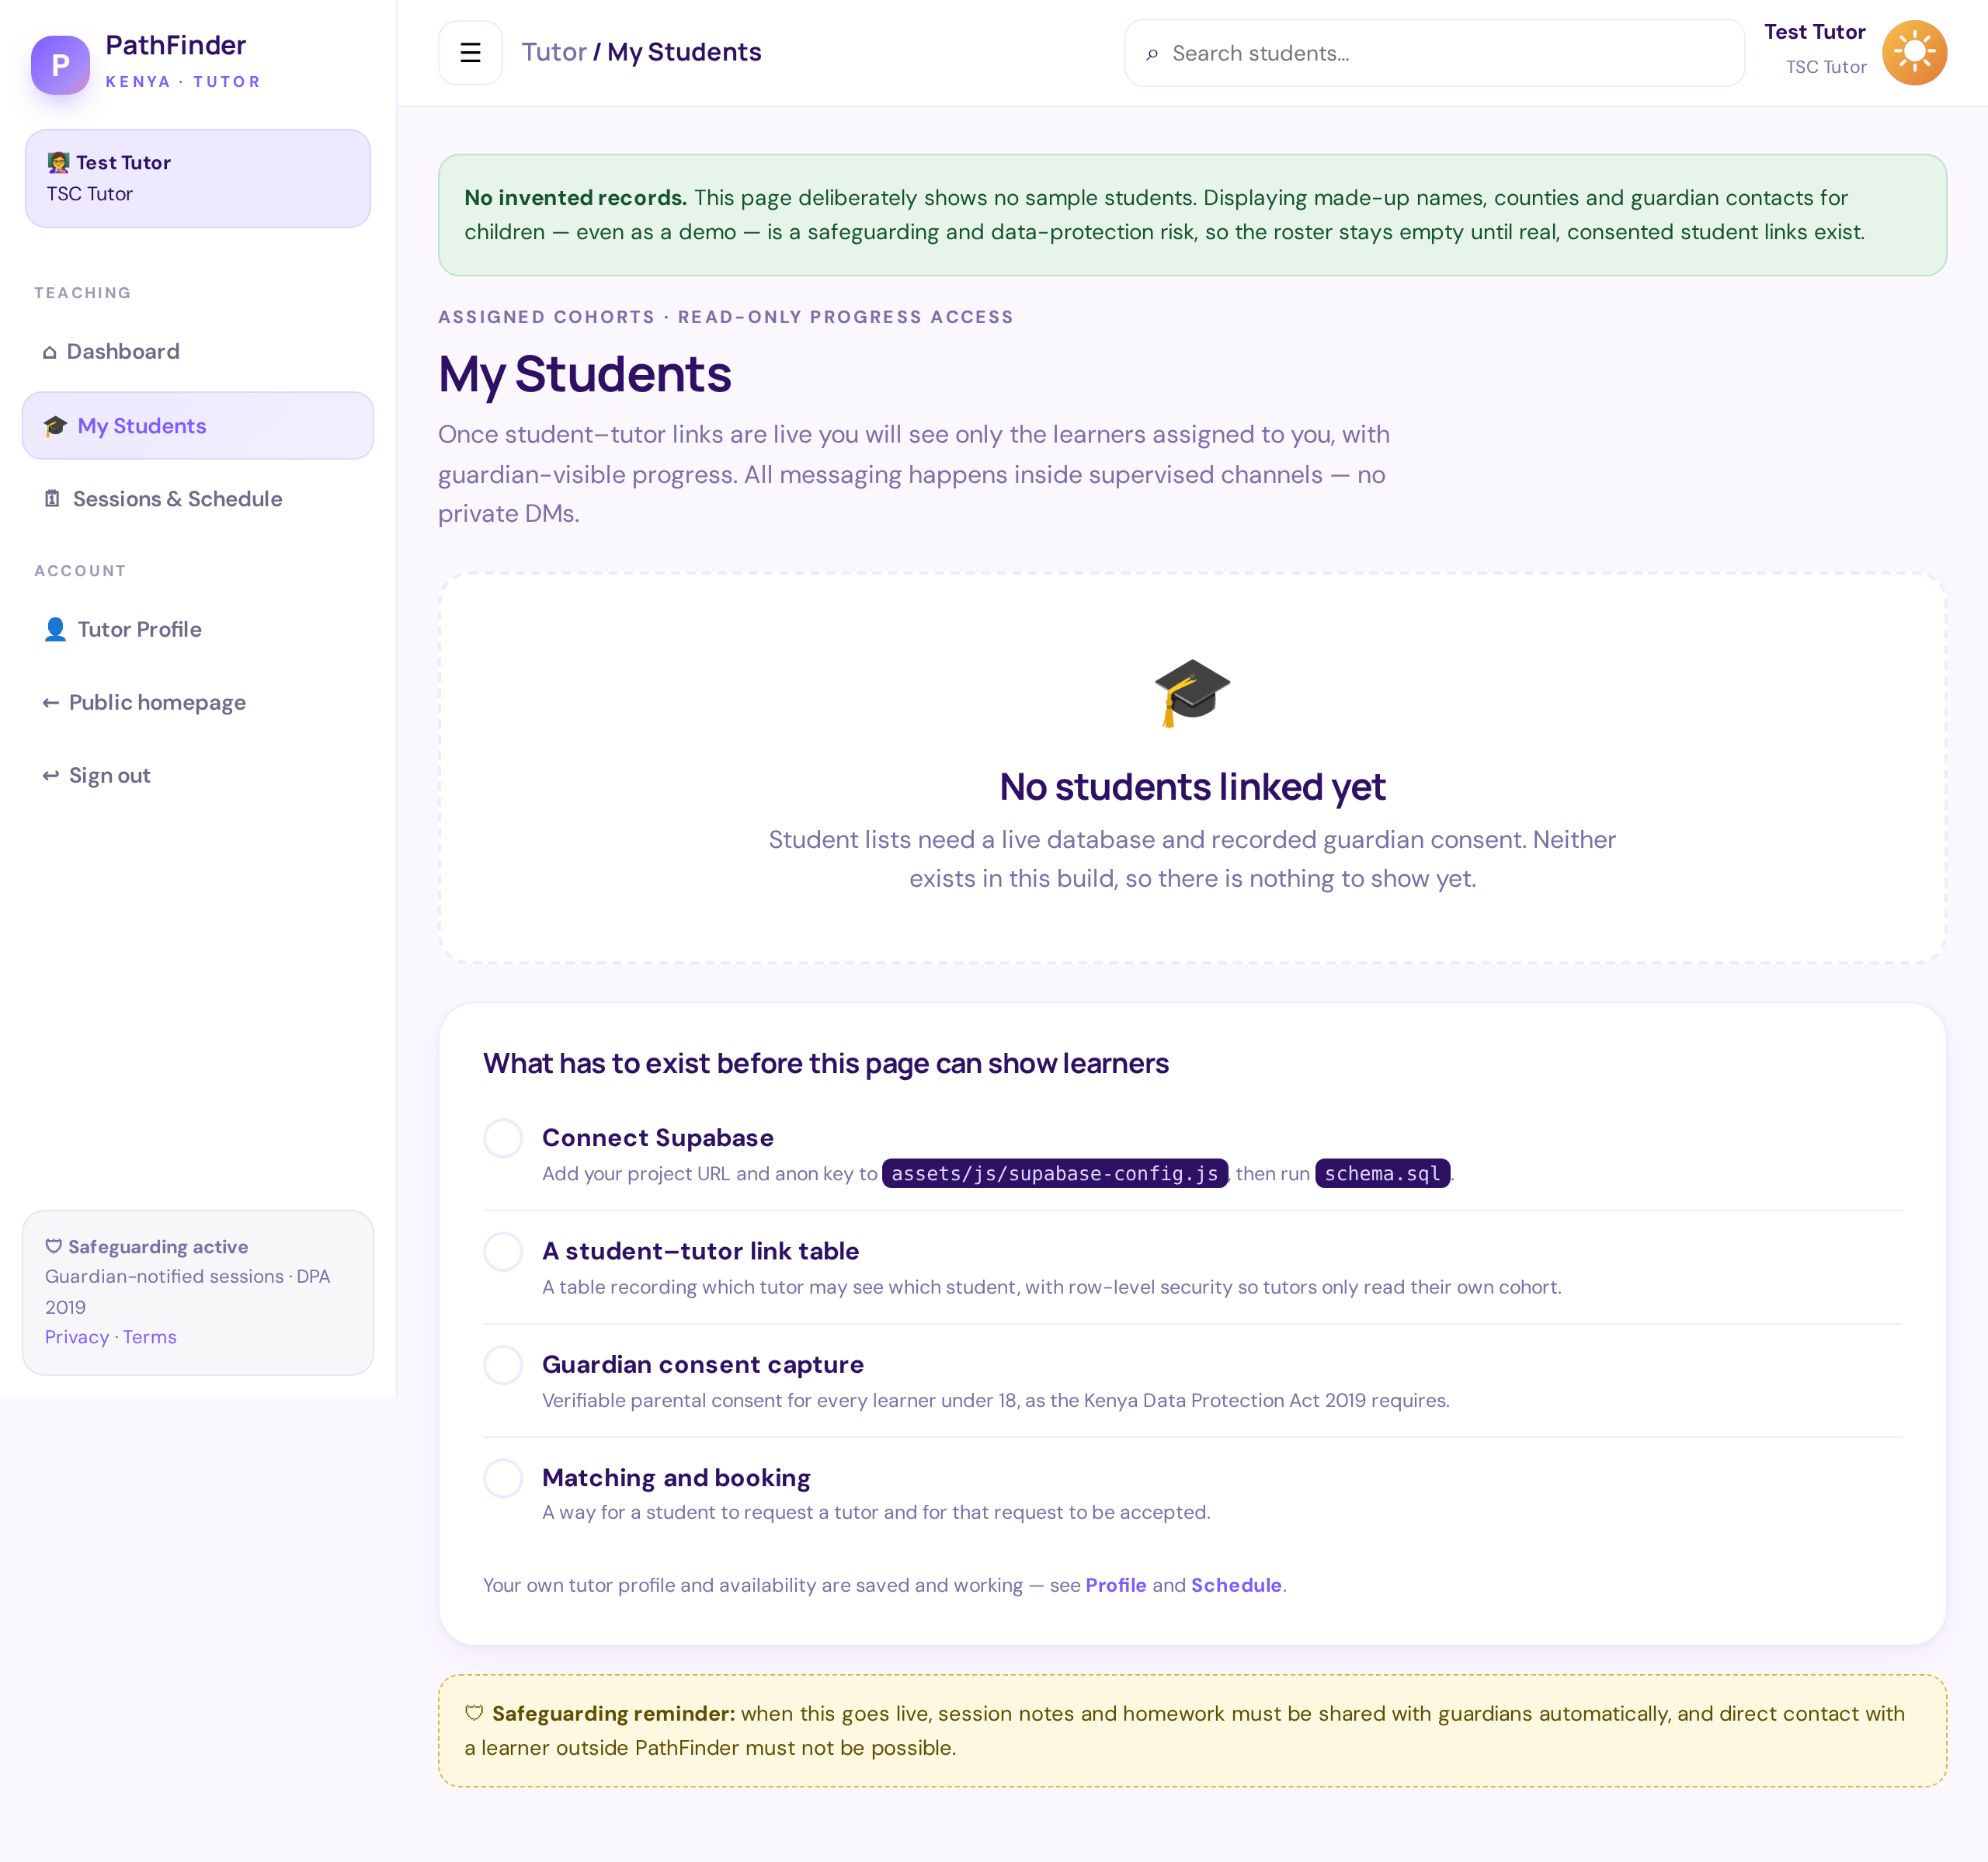 P
PathFinder
KENYA · TUTOR
👩‍🏫 Test Tutor
TSC Tutor
TEACHING
⌂ Dashboard
🎓 My Students
🗓 Sessions & Schedule
ACCOUNT
👤 Tutor Profile
← Public homepage
↩ Sign out
🛡 Safeguarding active
Guardian-notified sessions · DPA
2019
Privacy · Terms
☰
Tutor / My Students
⌕ Search students...
Test Tutor
TSC Tutor
No invented records. This page deliberately shows no sample students. Displaying made-up names, counties and guardian contacts for
children — even as a demo — is a safeguarding and data-protection risk, so the roster stays empty until real, consented student links exist.
ASSIGNED COHORTS · READ-ONLY PROGRESS ACCESS
My Students
Once student–tutor links are live you will see only the learners assigned to you, with
guardian-visible progress. All messaging happens inside supervised channels — no
private DMs.
No students linked yet
Student lists need a live database and recorded guardian consent. Neither
exists in this build, so there is nothing to show yet.
What has to exist before this page can show learners
Connect Supabase
Add your project URL and anon key to assets/js/supabase-config.js, then run schema.sql.
A student–tutor link table
A table recording which tutor may see which student, with row-level security so tutors only read their own cohort.
Guardian consent capture
Verifiable parental consent for every learner under 18, as the Kenya Data Protection Act 2019 requires.
Matching and booking
A way for a student to request a tutor and for that request to be accepted.
Your own tutor profile and availability are saved and working — see Profile and Schedule.
🛡 Safeguarding reminder: when this goes live, session notes and homework must be shared with guardians automatically, and direct contact with
a learner outside PathFinder must not be possible.